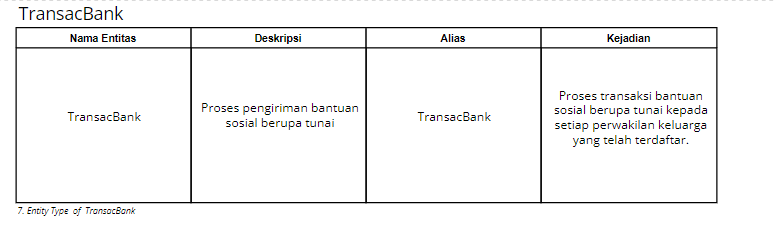 TransacBank
Nama Entitas Deskripsi Alias Kejadian
TransacBank
Proses pengiriman bantuan
sosial berupa tunai
TransacBank
Proses transaksi bantuan
sosial berupa tunai kepada
setiap perwakilan keluarga
yang telah terdaftar.
7. Entity Type of TransacBank